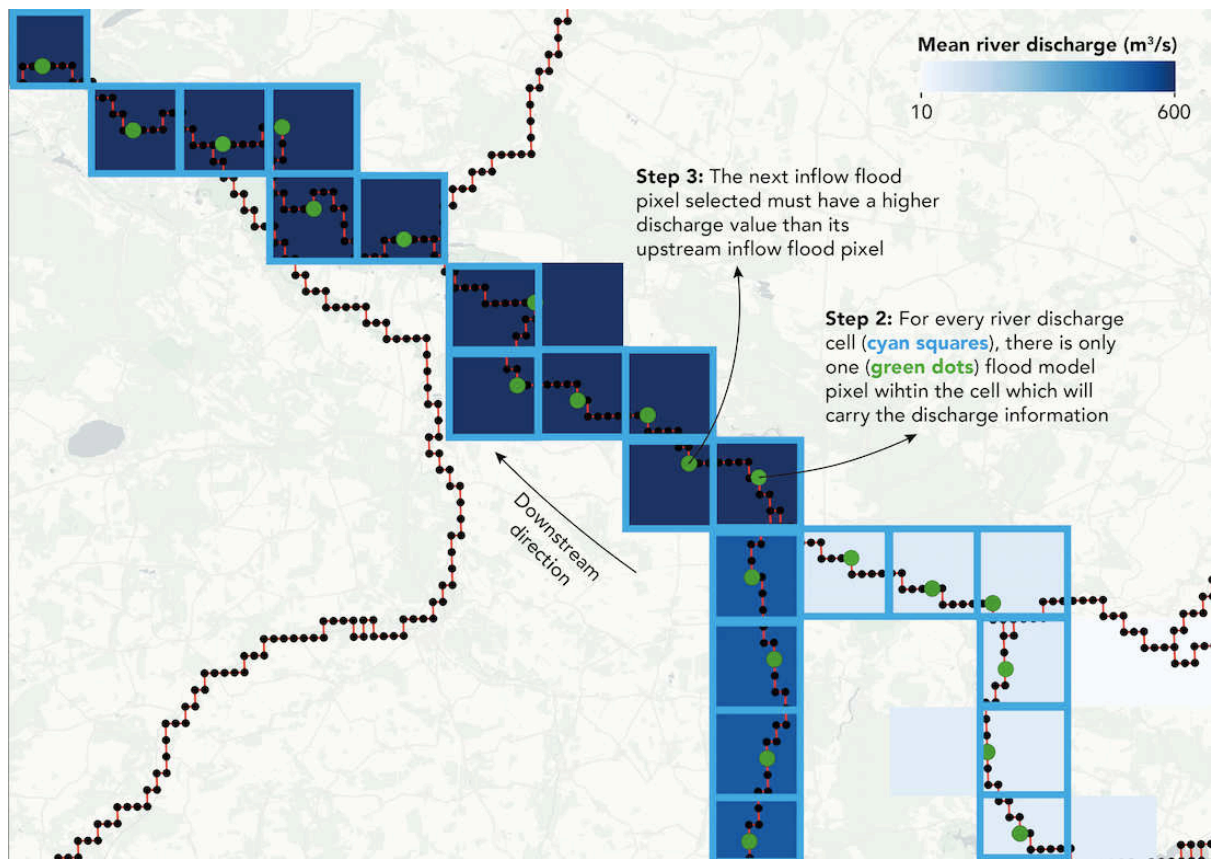 Mean river discharge (m³/s)
10 600
Step 3: The next inflow flood
pixel selected must have a higher
discharge value than its
upstream inflow flood pixel
Step 2: For every river discharge
cell (cyan squares), there is only
one (green dots) flood model
pixel wihtin the cell which will
carry the discharge information
Downstream
direction